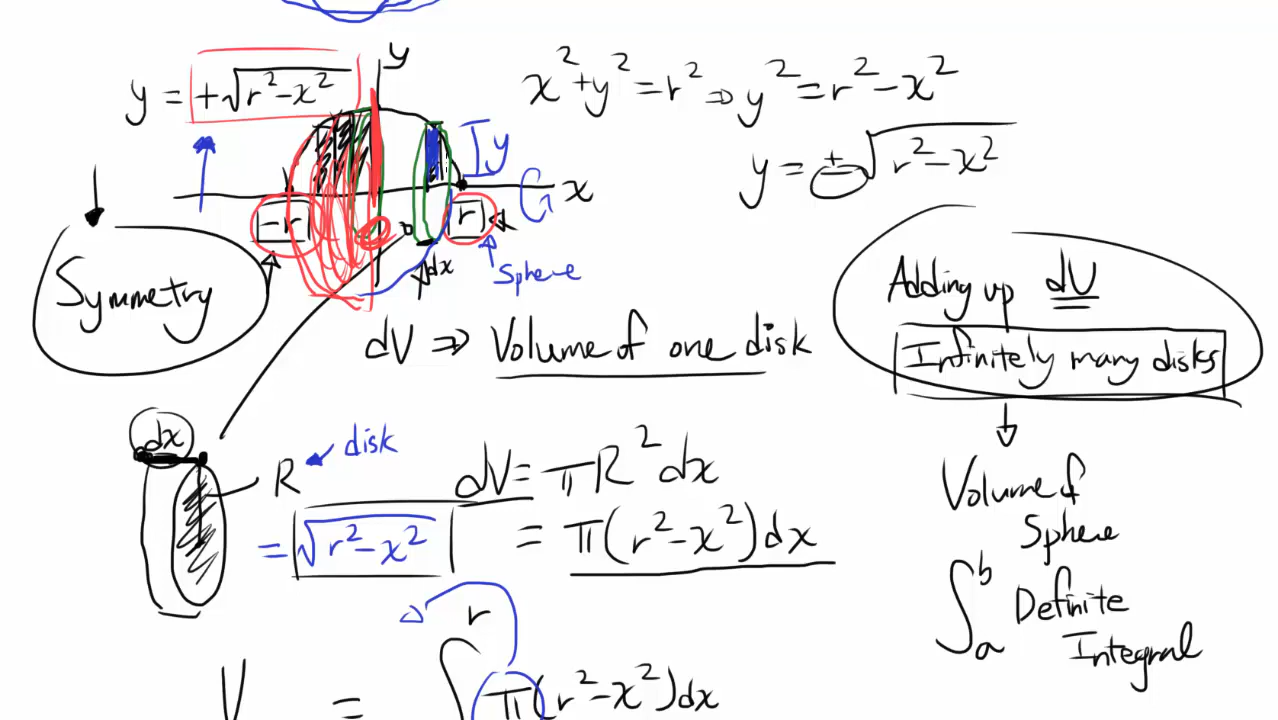 y
y = +√(r²-x²)
x²+y² = r² ⇒ y² = r²-x²
y = ±√(r²-x²)
y
x
-r
r
dx
Sphere
Symmetry
Adding up dV
Infinitely many disks
dV ⇒ Volume of one disk
dx
R ← disk
= √(r²-x²)
dV = πR²dx
= π(r²-x²)dx
Volume of
Sphere
∫ₐᵇ Definite
Integral
r
V = ∫ π(r²-x²)dx